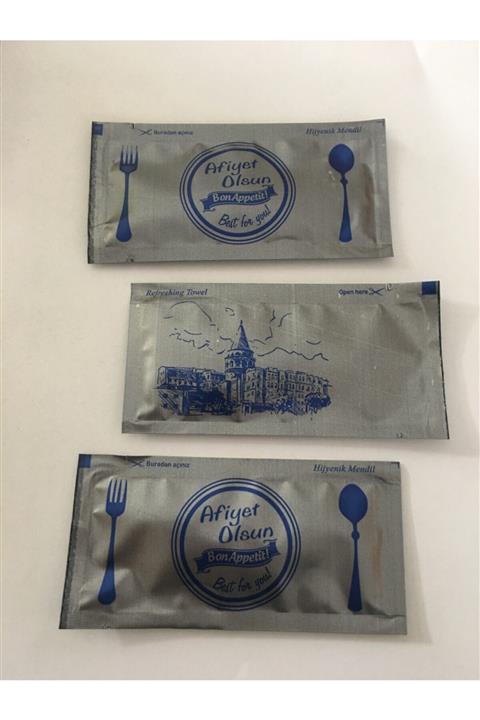 Buradan açınız
Hijyenik Mendil
Afiyet
Olsun
Bon Appetit!
Best for you!
Refreshing Towel
Open here
Buradan açınız
Hijyenik Mendil
Afiyet
Olsun
Bon Appetit!
Best for you!